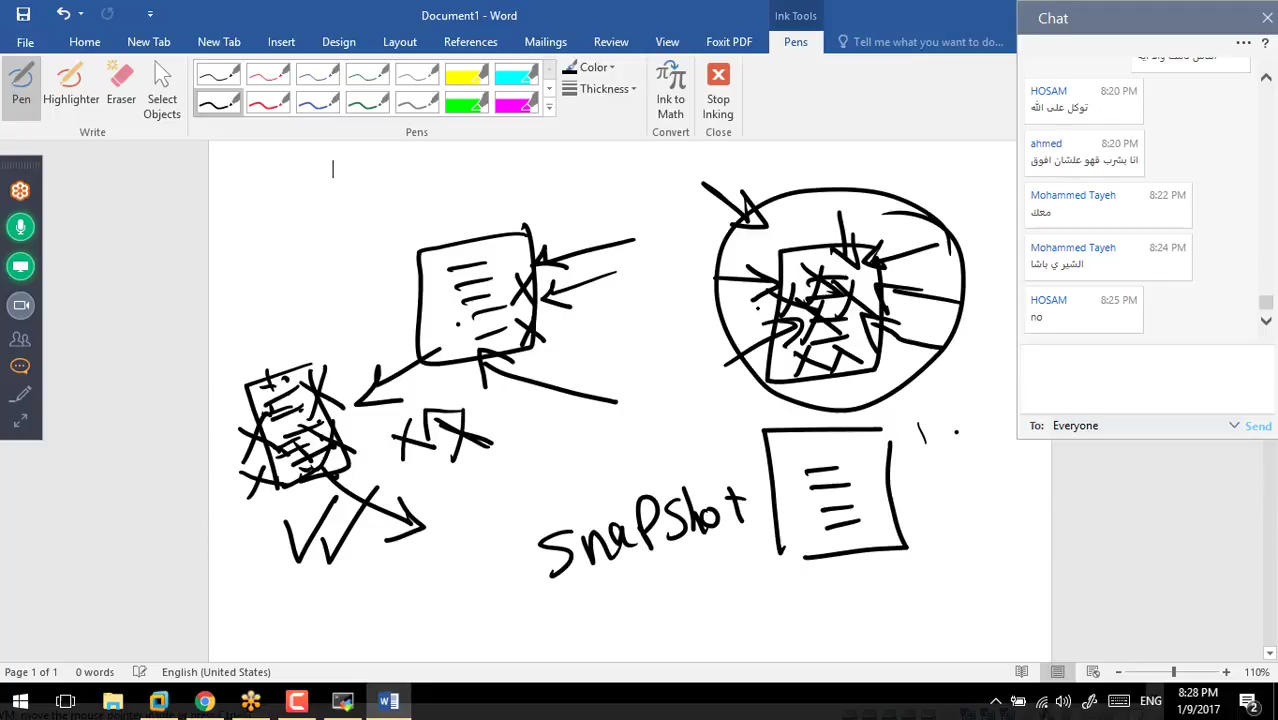 Document1 - Word
Ink Tools
File
Home
New Tab
New Tab
Insert
Design
Layout
References
Mailings
Review
View
Foxit PDF
Pens
Tell me what you want to do...
Pen
Highlighter
Eraser
Select
Objects
Color
Thickness
Ink to
Math
Stop
Inking
Write
Pens
Convert
Close
Chat
HOSAM 8:20 PM
توكل على الله
ahmed 8:20 PM
انا بشرب قهو علشان افوق
Mohammed Tayeh 8:22 PM
معك
Mohammed Tayeh 8:24 PM
الشير ي باشا
HOSAM 8:25 PM
no
To: Everyone
Send
snapshot
Page 1 of 1
0 words
English (United States)
110%
ENG
8:28 PM
1/9/2017
2